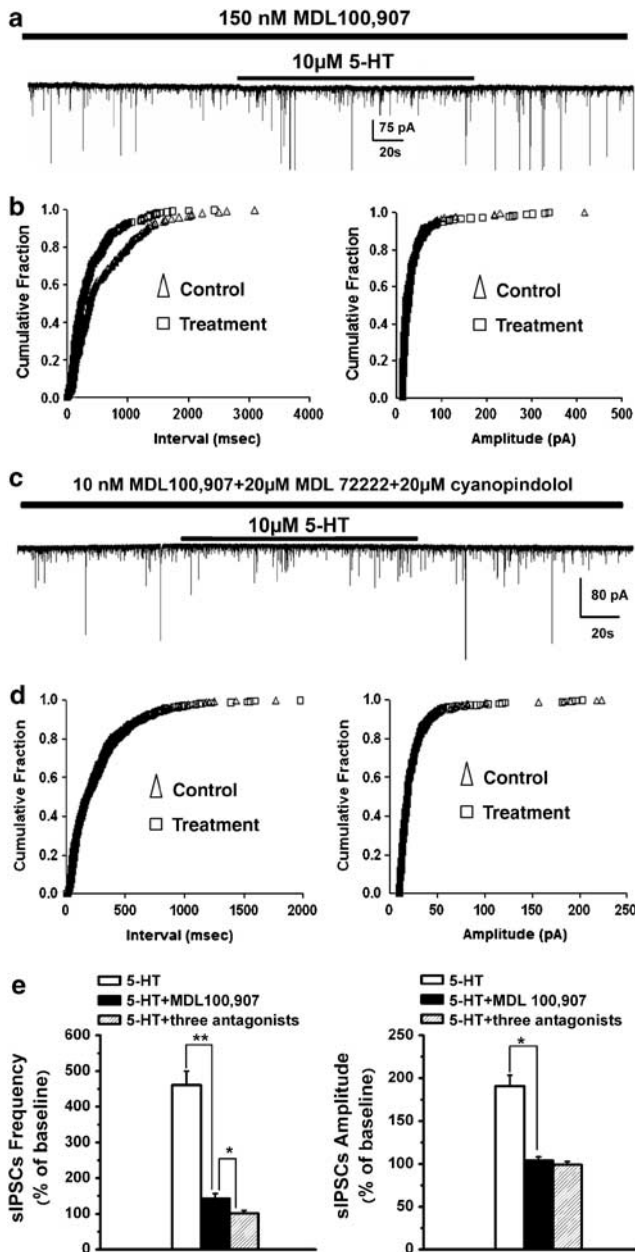 a
150 nM MDL100,907
10μM 5-HT
75 pA
20s
b
Cumulative Fraction
1.0
0.8
0.6
0.4
0.2
0.0
Control
Treatment
0 1000 2000 3000 4000
Interval (msec)
Cumulative Fraction
1.0
0.8
0.6
0.4
0.2
0.0
Control
Treatment
0 100 200 300 400 500
Amplitude (pA)
c
10 nM MDL100,907+20μM MDL 72222+20μM cyanopindolol
10μM 5-HT
80 pA
20s
d
Cumulative Fraction
1.0
0.8
0.6
0.4
0.2
0.0
Control
Treatment
0 500 1000 1500 2000
Interval (msec)
Cumulative Fraction
1.0
0.8
0.6
0.4
0.2
0.0
Control
Treatment
0 50 100 150 200 250
Amplitude (pA)
e
5-HT
5-HT+MDL100,907
5-HT+three antagonists
sIPSCs Frequency
(% of baseline)
600
500
400
300
200
100
0
**
*
5-HT
5-HT+MDL 100,907
5-HT+three antagonists
sIPSCs Amplitude
(% of baseline)
250
200
150
100
50
0
*